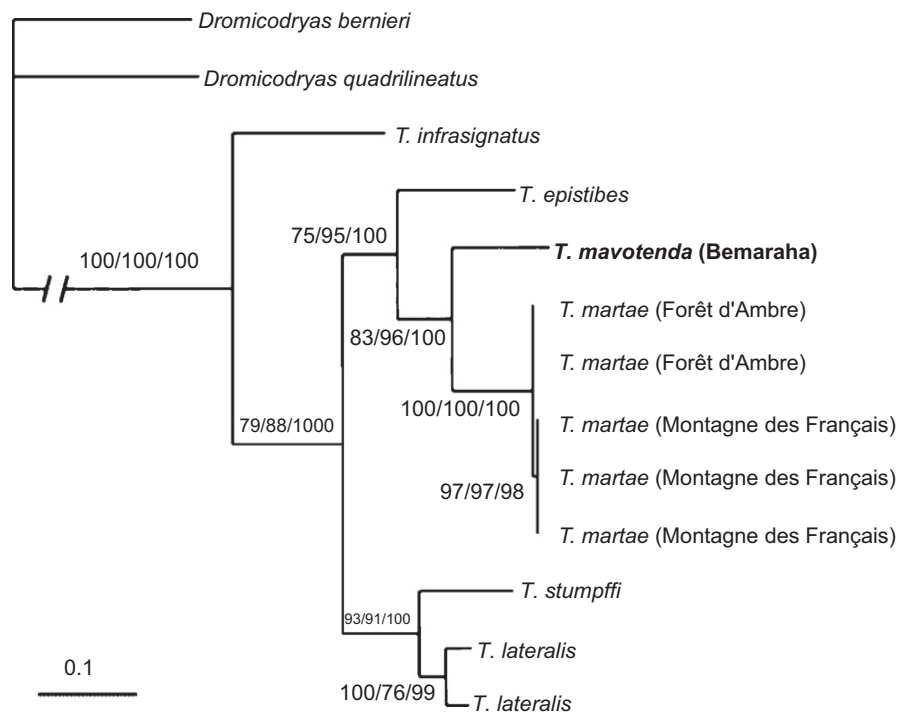 Dromicodryas bernieri
Dromicodryas quadrilineatus
T. infrasignatus
T. epistibes
75/95/100
T. mavotenda (Bemaraha)
100/100/100
T. martae (Forêt d'Ambre)
83/96/100
T. martae (Forêt d'Ambre)
100/100/100
79/88/1000
T. martae (Montagne des Français)
T. martae (Montagne des Français)
97/97/98
T. martae (Montagne des Français)
T. stumpffi
93/91/100
T. lateralis
0.1
100/76/99
T. lateralis